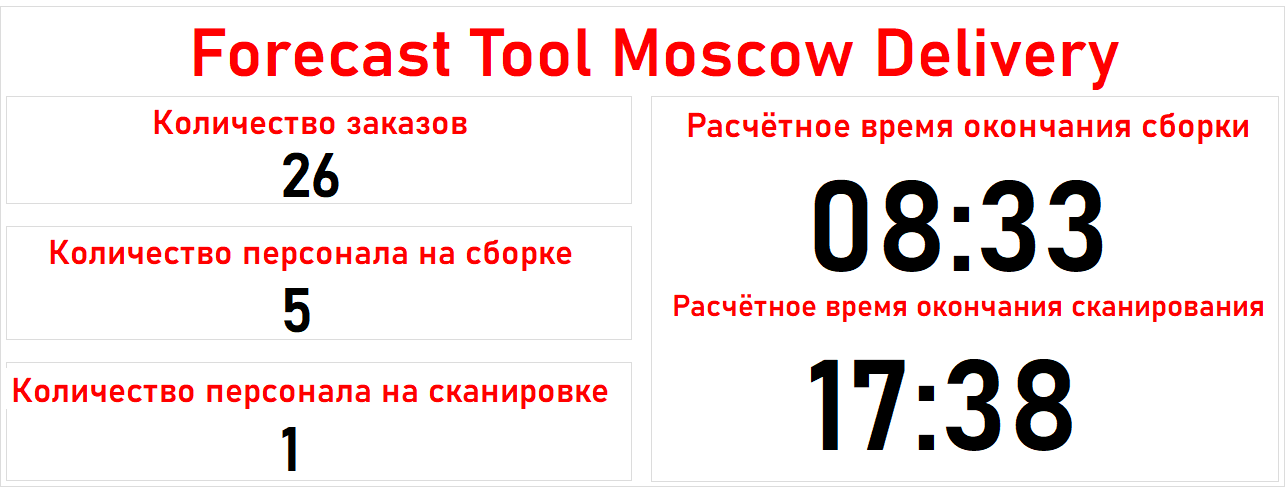 Forecast Tool Moscow Delivery
Количество заказов
26
Количество персонала на сборке
5
Количество персонала на сканировке
1
Расчётное время окончания сборки
08:33
Расчётное время окончания сканирования
17:38